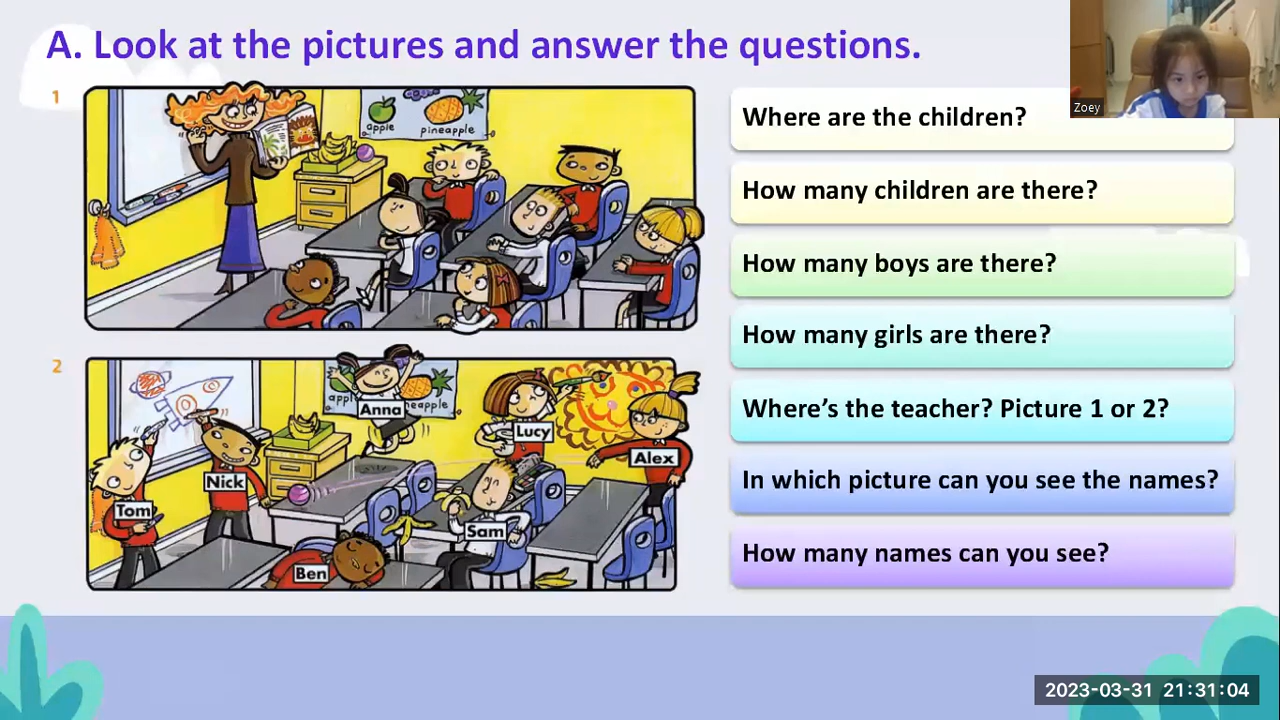 A. Look at the pictures and answer the questions.
Zoey
1
apple
pineapple
Where are the children?
How many children are there?
How many boys are there?
How many girls are there?
2
appl
neapple
Anna
Lucy
Alex
Nick
Tom
Sam
Ben
Where’s the teacher? Picture 1 or 2?
In which picture can you see the names?
How many names can you see?
2023-03-31 21:31:04